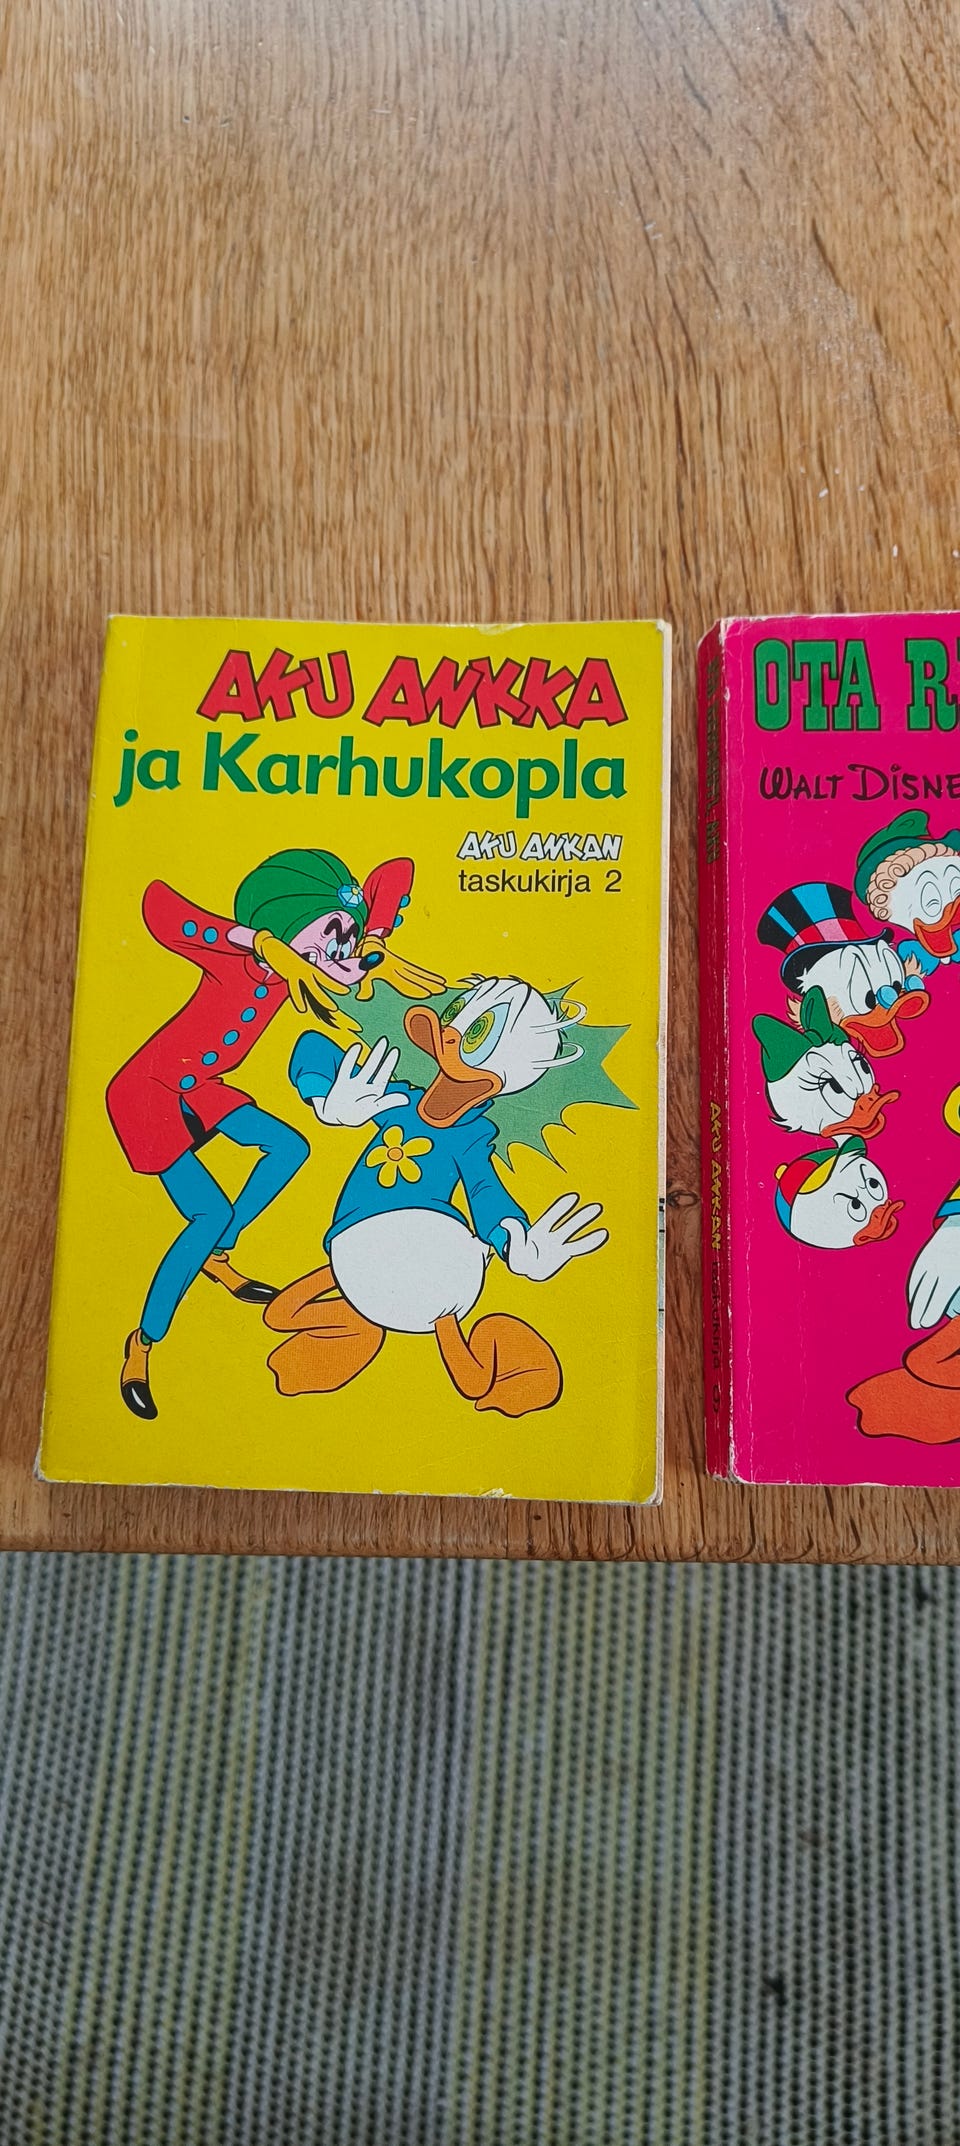 AKU ANKKA
ja Karhukopla
AKU ANKAN
taskukirja 2
OTA
WALT DISNE
AKU ANKAN